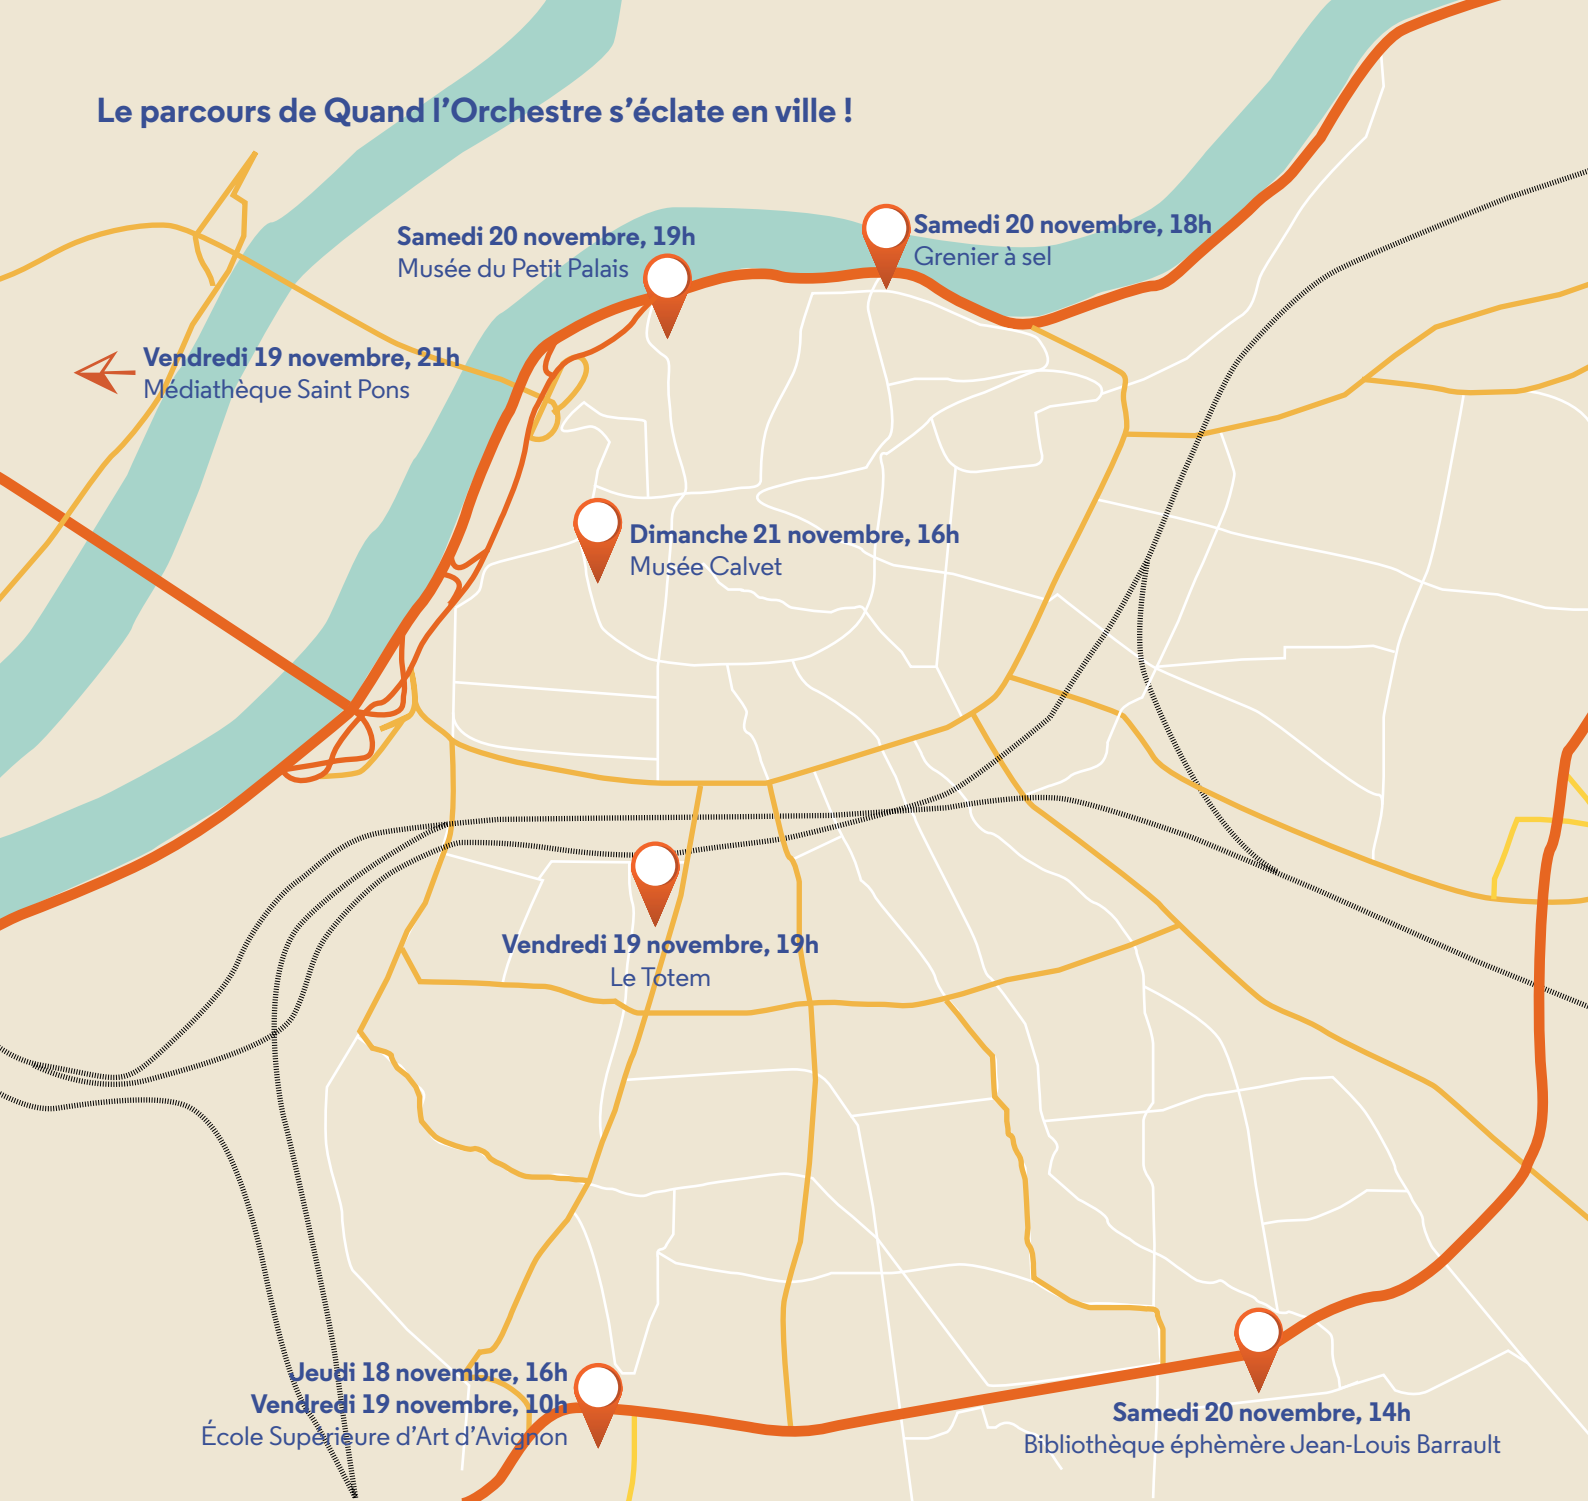 Le parcours de Quand l’Orchestre s’éclate en ville !
Samedi 20 novembre, 19h
Musée du Petit Palais
Samedi 20 novembre, 18h
Grenier à sel
Vendredi 19 novembre, 21h
Médiathèque Saint Pons
Dimanche 21 novembre, 16h
Musée Calvet
Vendredi 19 novembre, 19h
Le Totem
Jeudi 18 novembre, 16h
Vendredi 19 novembre, 10h
École Supérieure d’Art d’Avignon
Samedi 20 novembre, 14h
Bibliothèque éphèmère Jean-Louis Barrault